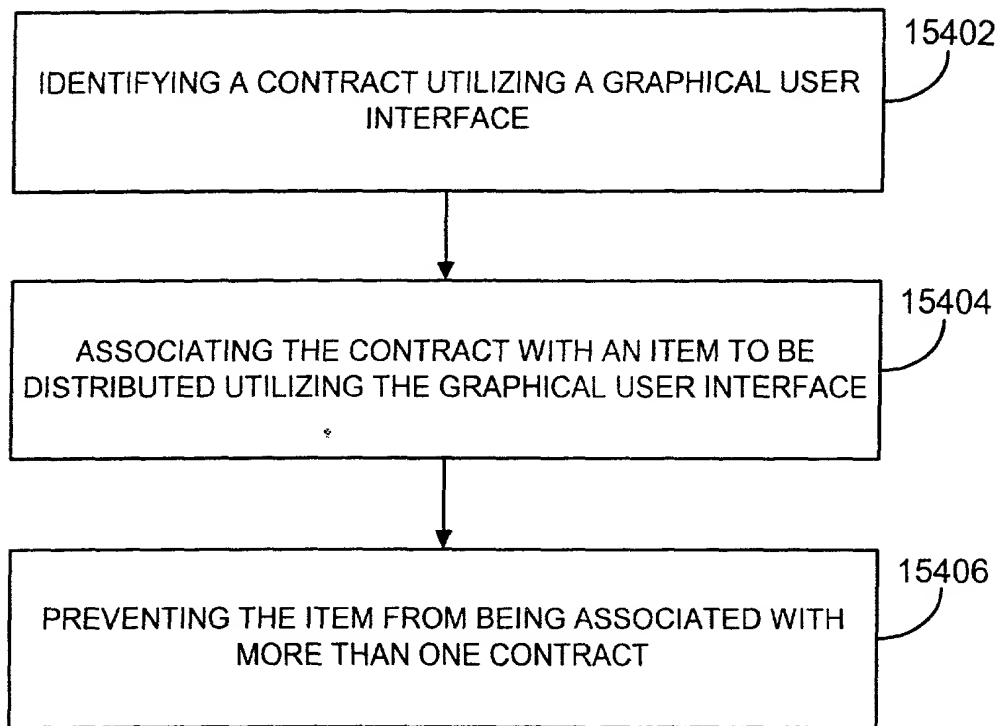 15402
IDENTIFYING A CONTRACT UTILIZING A GRAPHICAL USER
INTERFACE
15404
ASSOCIATING THE CONTRACT WITH AN ITEM TO BE
DISTRIBUTED UTILIZING THE GRAPHICAL USER INTERFACE
15406
PREVENTING THE ITEM FROM BEING ASSOCIATED WITH
MORE THAN ONE CONTRACT